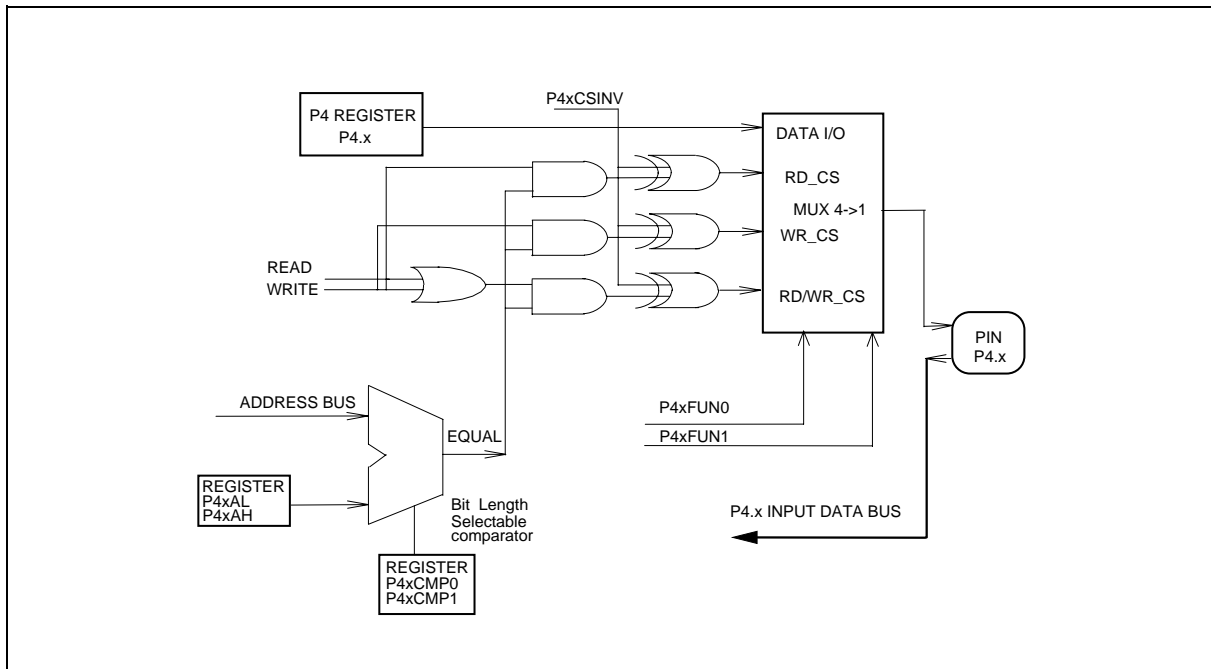 P4xCSINV
P4 REGISTER
P4.x
DATA I/O
RD_CS
MUX 4->1
WR_CS
READ
WRITE
RD/WR_CS
PIN
P4.x
ADDRESS BUS
P4xFUN0
EQUAL
P4xFUN1
REGISTER
P4xAL
P4xAH
Bit Length
Selectable
comparator
P4.x INPUT DATA BUS
REGISTER
P4xCMP0
P4xCMP1